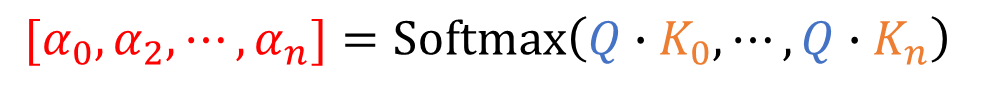 [α₀, α₂, ⋯, αₙ] = Softmax(Q · K₀, ⋯, Q · Kₙ)